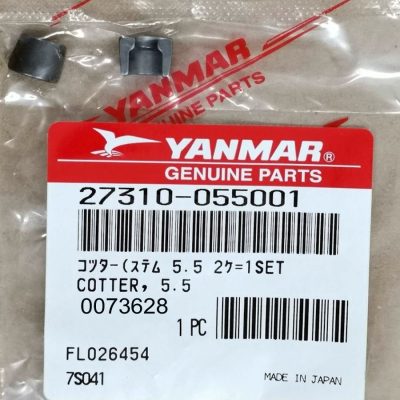 YANMAR
GENUINE PARTS
YANMAR®
GENUINE PARTS
27310-055001
ｺｯﾀｰ(ｽﾃﾑ 5.5 2ｹ=1SET
COTTER, 5.5
0073628
1 PC
FL026454
7S041
MADE IN JAPAN